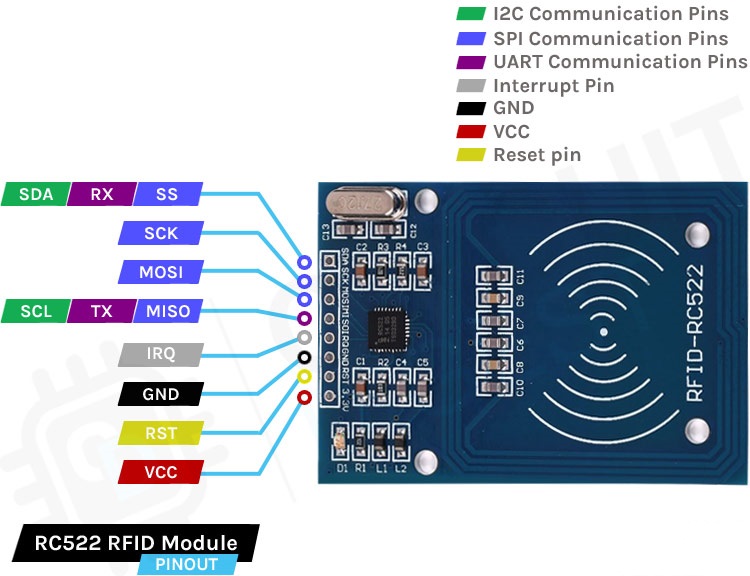 I2C Communication Pins
SPI Communication Pins
UART Communication Pins
Interrupt Pin
GND
VCC
Reset pin
SDA RX SS
SCK
MOSI
SCL TX MISO
IRQ
GND
RST
VCC
C13
C12
C2 R3 R4 C3
SDA
SCK
MOSI
MISO
IRQ
GND
RST
3.3V
C1 R2 C4 C5
D1 R1 L1 L2
C11
C9
C7
C6
C8
C10
RFID-RC522
RC522 RFID Module
PINOUT